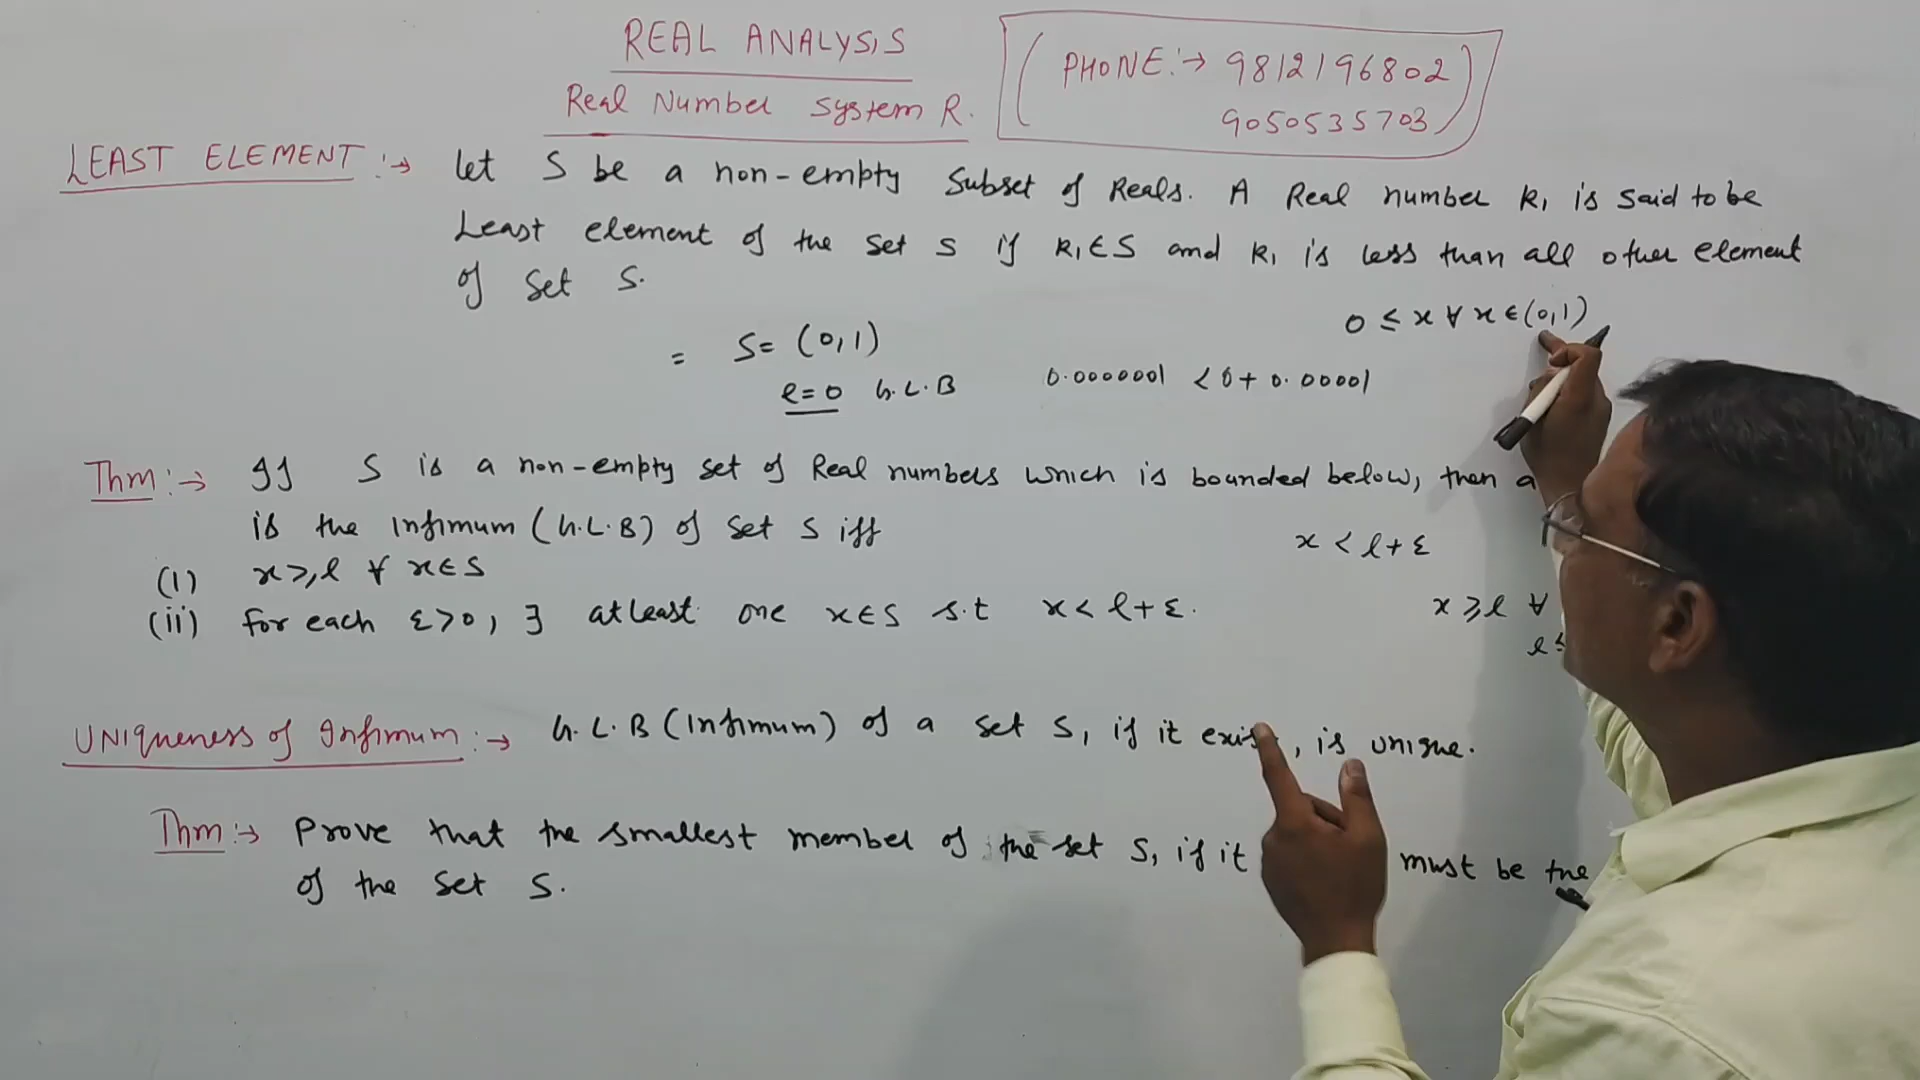 REAL ANALYSIS
Real Number System R.
(PHONE:→ 9812196802
9050535703)
LEAST ELEMENT:→ Let S be a non-empty Subset of Reals. A Real number k₁ is said to be
Least element of the set S if k₁∈S and k₁ is less than all other element
of Set S.
0 ≤ x ∀ x ∈ (0,1)
= S= (0,1)
l=0 G.L.B 0.0000001 < 0 + 0.00001
Thm:→ If S is a non-empty set of Real numbers which is bounded below, then a
is the infimum (G.L.B) of set S iff
x < l+ε
(i) x≥l ∀ x∈S
(ii) for each ε>0, ∃ atleast one x∈S s.t x< l+ε.
x ≥ l ∀
l ≤
UNIQUENESS of Infimum:→ G.L.B (Infimum) of a set S, if it exis, is unique.
Thm:→ Prove that the smallest member of the set S, if it must be the
of the set S.